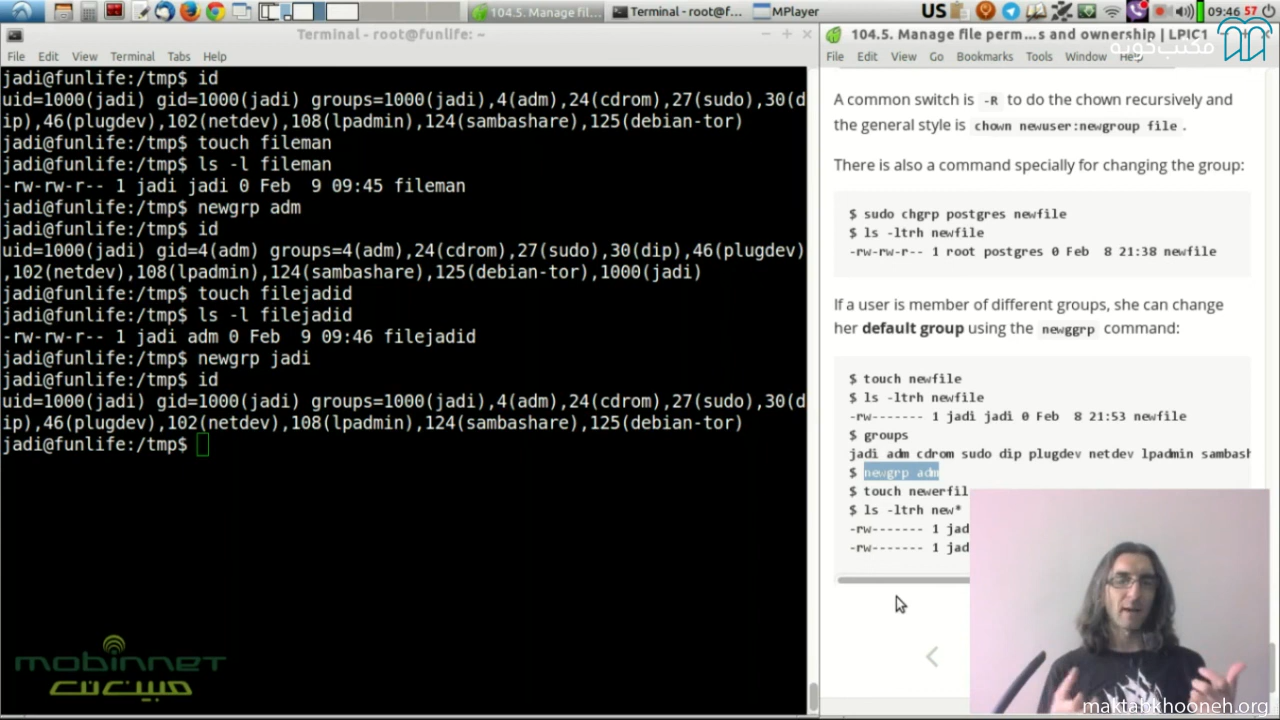 104.5. Manage fil...
Terminal - root@f...
MPlayer
US
09:46 57
Terminal - root@funlife: ~
File Edit View Terminal Tabs Help
jadi@funlife:/tmp$ id
uid=1000(jadi) gid=1000(jadi) groups=1000(jadi),4(adm),24(cdrom),27(sudo),30(d
ip),46(plugdev),102(netdev),108(lpadmin),124(sambashare),125(debian-tor)
jadi@funlife:/tmp$ touch fileman
jadi@funlife:/tmp$ ls -l fileman
-rw-rw-r-- 1 jadi jadi 0 Feb  9 09:45 fileman
jadi@funlife:/tmp$ newgrp adm
jadi@funlife:/tmp$ id
uid=1000(jadi) gid=4(adm) groups=4(adm),24(cdrom),27(sudo),30(dip),46(plugdev)
,102(netdev),108(lpadmin),124(sambashare),125(debian-tor),1000(jadi)
jadi@funlife:/tmp$ touch filejadid
jadi@funlife:/tmp$ ls -l filejadid
-rw-rw-r-- 1 jadi adm 0 Feb  9 09:46 filejadid
jadi@funlife:/tmp$ newgrp jadi
jadi@funlife:/tmp$ id
uid=1000(jadi) gid=1000(jadi) groups=1000(jadi),4(adm),24(cdrom),27(sudo),30(d
ip),46(plugdev),102(netdev),108(lpadmin),124(sambashare),125(debian-tor)
jadi@funlife:/tmp$
mobinnet
مبین نت
104.5. Manage file perm...s and ownership | LPIC1
مکتب خونه
File Edit View Go Bookmarks Tools Window Help
A common switch is -R to do the chown recursively and
the general style is chown newuser:newgroup file .
There is also a command specially for changing the group:
$ sudo chgrp postgres newfile
$ ls -ltrh newfile
-rw-rw-r-- 1 root postgres 0 Feb  8 21:38 newfile
If a user is member of different groups, she can change
her default group using the newggrp command:
$ touch newfile
$ ls -ltrh newfile
-rw------- 1 jadi jadi 0 Feb  8 21:53 newfile
$ groups
jadi adm cdrom sudo dip plugdev netdev lpadmin sambash
$ newgrp adm
$ touch newerfil
$ ls -ltrh new*
-rw------- 1 jad
-rw------- 1 jad
maktabkhooneh.org